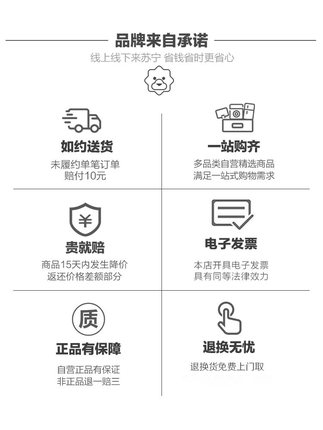 品牌来自承诺
线上线下来苏宁 省钱省时更省心
如约送货
未履约单笔订单
赔付10元
一站购齐
多品类自营精选商品
满足一站式购物需求
¥
贵就赔
商品15天内发生降价
返还价格差额部分
电子发票
本店开具电子发票
具有同等法律效力
质
正品有保障
自营正品有保证
非正品退一赔三
退换无忧
退换货免费上门取